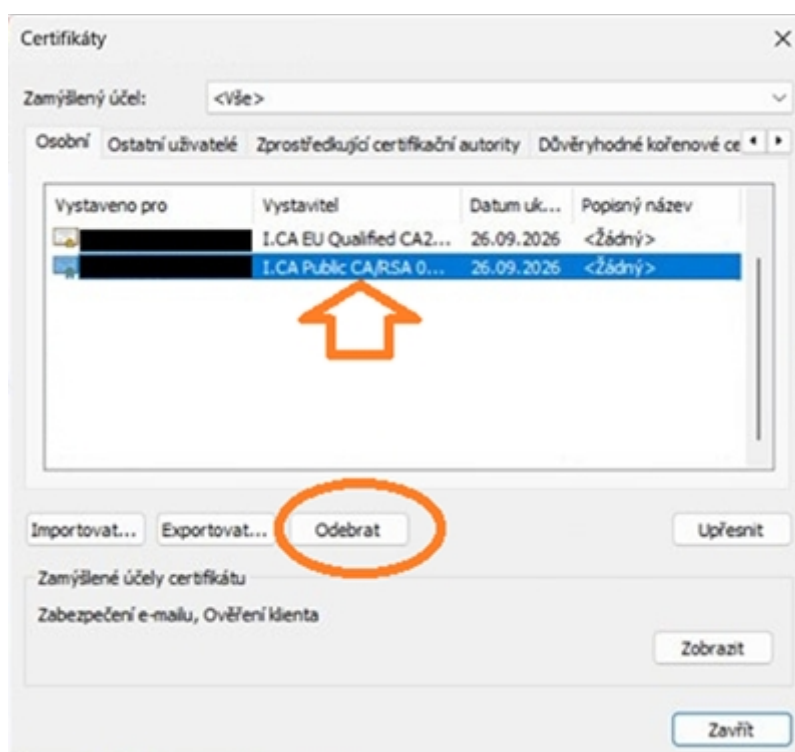 Certifikáty
Zamýšlený účel: <Vše>
Osobní Ostatní uživatelé Zprostředkující certifikační autority Důvěryhodné kořenové ce
Vystaveno pro Vystavitel Datum uk... Popisný název
I.CA EU Qualified CA2... 26.09.2026 <Žádný>
I.CA Public CA/RSA 0... 26.09.2026 <Žádný>
Importovat... Exportovat... Odebrat Upřesnit
Zamýšlené účely certifikátu
Zabezpečení e-mailu, Ověření klienta
Zobrazit
Zavřít